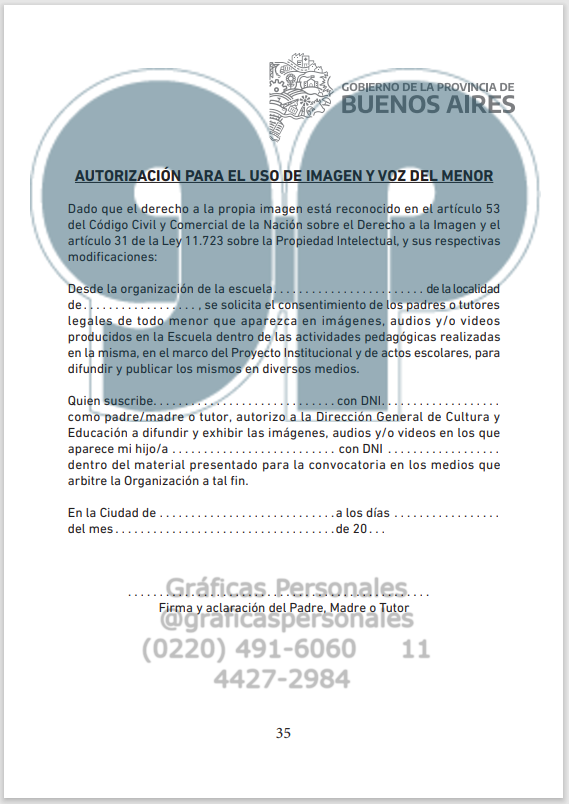 GOBIERNO DE LA PROVINCIA DE
BUENOS AIRES
AUTORIZACIÓN PARA EL USO DE IMAGEN Y VOZ DEL MENOR
Dado que el derecho a la propia imagen está reconocido en el artículo 53
del Código Civil y Comercial de la Nación sobre el Derecho a la Imagen y el
artículo 31 de la Ley 11.723 sobre la Propiedad Intelectual, y sus respectivas
modificaciones:
Desde la organización de la escuela. . . . . . . . . . . . . . . . . . . . . . . . de la localidad
de . . . . . . . . . . . . . . . . . . , se solicita el consentimiento de los padres o tutores
legales de todo menor que aparezca en imágenes, audios y/o videos
producidos en la Escuela dentro de las actividades pedagógicas realizadas
en la misma, en el marco del Proyecto Institucional y de actos escolares, para
difundir y publicar los mismos en diversos medios.
Quien suscribe. . . . . . . . . . . . . . . . . . . . . . . . . . . . . con DNI. . . . . . . . . . . . . . . . . . .
como padre/madre o tutor, autorizo a la Dirección General de Cultura y
Educación a difundir y exhibir las imágenes, audios y/o videos en los que
aparece mi hijo/a . . . . . . . . . . . . . . . . . . . . . . . . . . con DNI . . . . . . . . . . . . . . . . . .
dentro del material presentado para la convocatoria en los medios que
arbitre la Organización a tal fin.
En la Ciudad de . . . . . . . . . . . . . . . . . . . . . . . . . . . . a los días . . . . . . . . . . . . . . . . .
del mes . . . . . . . . . . . . . . . . . . . . . . . . . . . . . . . . . . . de 20 . . .
Gráficas Personales
. . . . . . . . . . . . . . . . . . . . . . . . . . . . . . . . . . . . . . . . . . . . . . . .
Firma y aclaración del Padre, Madre o Tutor
@graficaspersonales
(0220) 491-6060 11
4427-2984
35